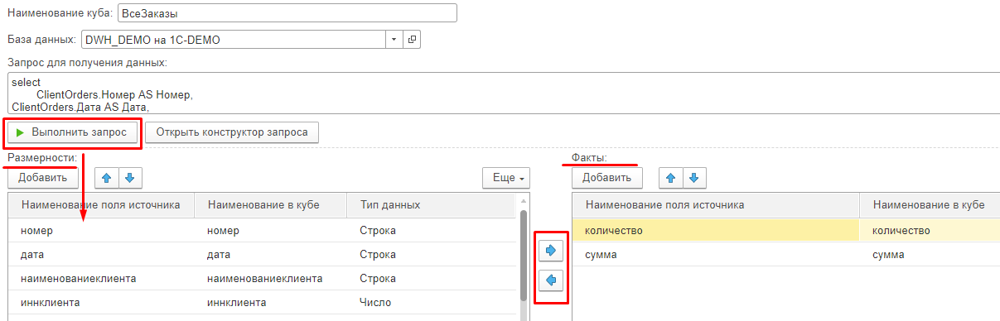 Наименование куба: ВсеЗаказы
База данных: DWH_DEMO на 1C-DEMO
Запрос для получения данных:
select
ClientOrders.Номер AS Номер,
ClientOrders.Дата AS Дата,
Выполнить запрос Открыть конструктор запроса
Размерности: Факты:
Добавить Еще Добавить
Наименование поля источника Наименование в кубе Тип данных Наименование поля источника Наименование в кубе
номер номер Строка количество количество
дата дата Строка сумма сумма
наименованиеклиента наименованиеклиента Строка
иннклиента иннклиента Число